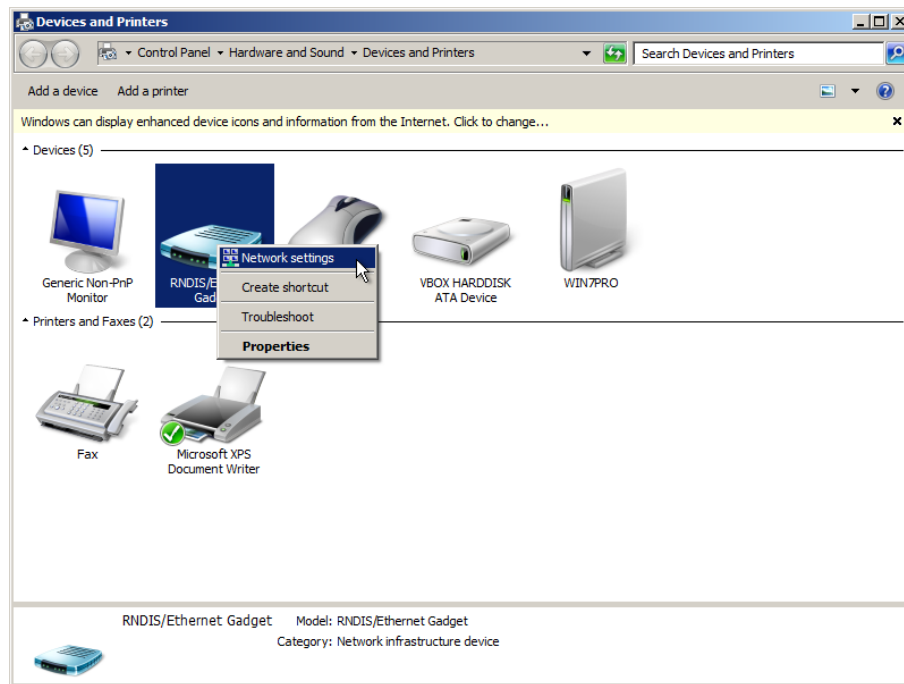 Devices and Printers
Control Panel Hardware and Sound Devices and Printers
Search Devices and Printers
Add a device Add a printer
Windows can display enhanced device icons and information from the Internet. Click to change...
Devices (5)
Generic Non-PnP
Monitor
RNDIS/E
Gad
Network settings
Create shortcut
Troubleshoot
Properties
VBOX HARDDISK
ATA Device
WIN7PRO
Printers and Faxes (2)
Fax
Microsoft XPS
Document Writer
RNDIS/Ethernet Gadget Model: RNDIS/Ethernet Gadget
Category: Network infrastructure device